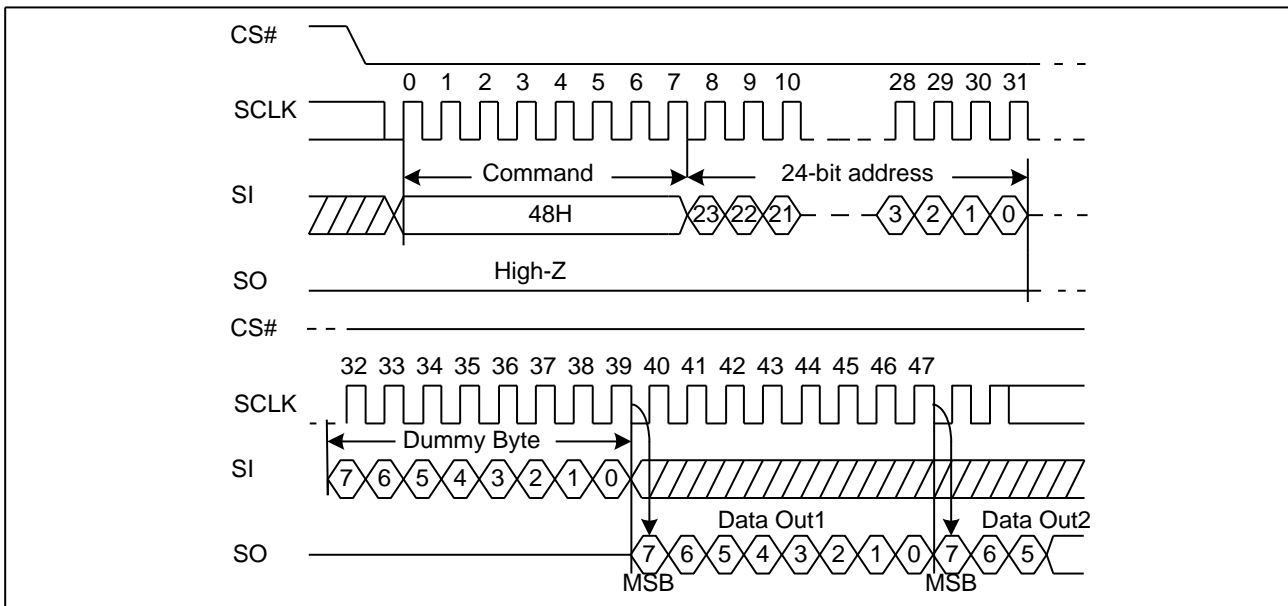 CS#
0 1 2 3 4 5 6 7 8 9 10 28 29 30 31
SCLK
Command 24-bit address
SI
48H 23 22 21 3 2 1 0
High-Z
SO
CS#
32 33 34 35 36 37 38 39 40 41 42 43 44 45 46 47
SCLK
Dummy Byte
SI
7 6 5 4 3 2 1 0
Data Out1 Data Out2
SO
7 6 5 4 3 2 1 0 7 6 5
MSB MSB